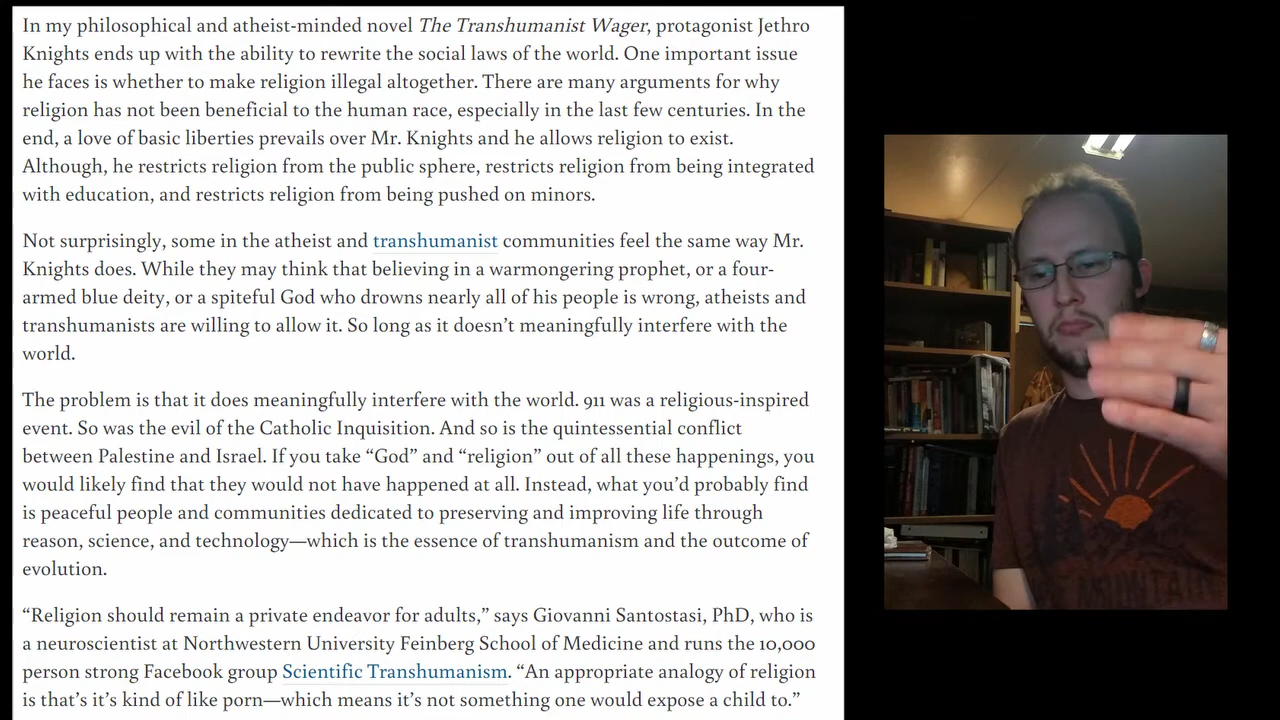 In my philosophical and atheist-minded novel The Transhumanist Wager, protagonist Jethro
Knights ends up with the ability to rewrite the social laws of the world. One important issue
he faces is whether to make religion illegal altogether. There are many arguments for why
religion has not been beneficial to the human race, especially in the last few centuries. In the
end, a love of basic liberties prevails over Mr. Knights and he allows religion to exist.
Although, he restricts religion from the public sphere, restricts religion from being integrated
with education, and restricts religion from being pushed on minors.
Not surprisingly, some in the atheist and transhumanist communities feel the same way Mr.
Knights does. While they may think that believing in a warmongering prophet, or a four-
armed blue deity, or a spiteful God who drowns nearly all of his people is wrong, atheists and
transhumanists are willing to allow it. So long as it doesn’t meaningfully interfere with the
world.
The problem is that it does meaningfully interfere with the world. 911 was a religious-inspired
event. So was the evil of the Catholic Inquisition. And so is the quintessential conflict
between Palestine and Israel. If you take “God” and “religion” out of all these happenings, you
would likely find that they would not have happened at all. Instead, what you’d probably find
is peaceful people and communities dedicated to preserving and improving life through
reason, science, and technology—which is the essence of transhumanism and the outcome of
evolution.
“Religion should remain a private endeavor for adults,” says Giovanni Santostasi, PhD, who is
a neuroscientist at Northwestern University Feinberg School of Medicine and runs the 10,000
person strong Facebook group Scientific Transhumanism. “An appropriate analogy of religion
is that’s it’s kind of like porn—which means it’s not something one would expose a child to.”